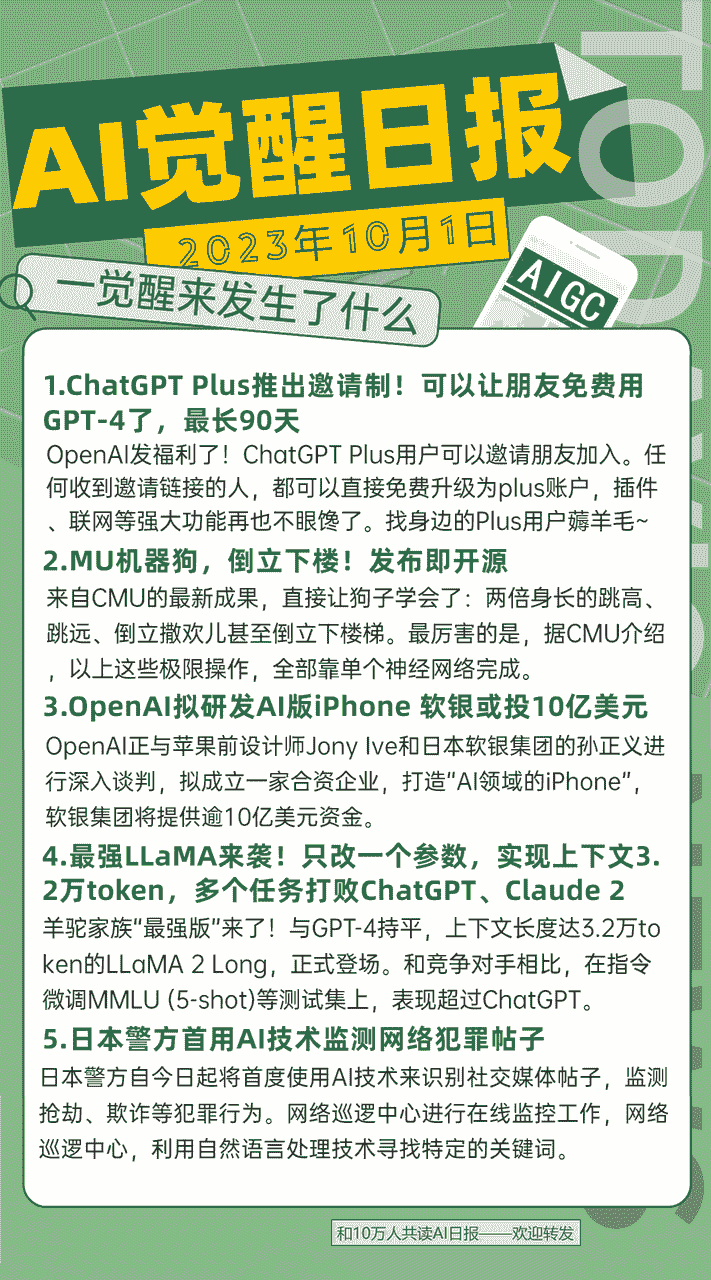 AI觉醒日报
2023年10月1日
一觉醒来发生了什么
AIGC
1.ChatGPT Plus推出邀请制！可以让朋友免费用
GPT-4了，最长90天
OpenAI发福利了！ChatGPT Plus用户可以邀请朋友加入。任
何收到邀请链接的人，都可以直接免费升级为plus账户，插件
、联网等强大功能再也不眼馋了。找身边的Plus用户薅羊毛~
2.MU机器狗，倒立下楼！发布即开源
来自CMU的最新成果，直接让狗子学会了：两倍身长的跳高、
跳远、倒立撒欢儿甚至倒立下楼梯。最厉害的是，据CMU介绍
，以上这些极限操作，全部靠单个神经网络完成。
3.OpenAI拟研发AI版iPhone 软银或投10亿美元
OpenAI正与苹果前设计师Jony Ive和日本软银集团的孙正义进
行深入谈判，拟成立一家合资企业，打造“AI领域的iPhone”，
软银集团将提供逾10亿美元资金。
4.最强LLaMA来袭！只改一个参数，实现上下文3.
2万token，多个任务打败ChatGPT、Claude 2
羊驼家族“最强版”来了！与GPT-4持平，上下文长度达3.2万to
ken的LLaMA 2 Long，正式登场。和竞争对手相比，在指令
微调MMLU (5-shot)等测试集上，表现超过ChatGPT。
5.日本警方首用AI技术监测网络犯罪帖子
日本警方自今日起将首度使用AI技术来识别社交媒体帖子，监测
抢劫、欺诈等犯罪行为。网络巡逻中心进行在线监控工作，网络
巡逻中心，利用自然语言处理技术寻找特定的关键词。
和10万人共读AI日报——欢迎转发